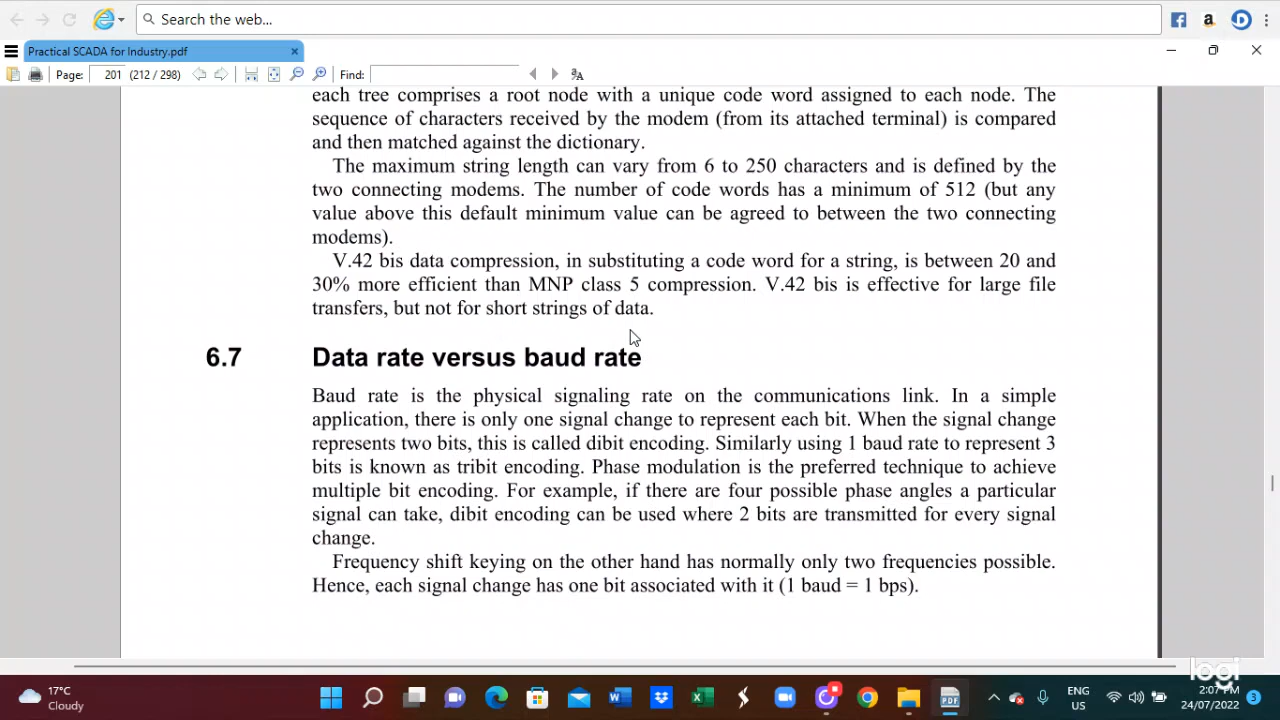 Search the web...
Practical SCADA for Industry.pdf
Page: 201 (212 / 298) Find:
each tree comprises a root node with a unique code word assigned to each node. The
sequence of characters received by the modem (from its attached terminal) is compared
and then matched against the dictionary.
The maximum string length can vary from 6 to 250 characters and is defined by the
two connecting modems. The number of code words has a minimum of 512 (but any
value above this default minimum value can be agreed to between the two connecting
modems).
V.42 bis data compression, in substituting a code word for a string, is between 20 and
30% more efficient than MNP class 5 compression. V.42 bis is effective for large file
transfers, but not for short strings of data.
6.7 Data rate versus baud rate
Baud rate is the physical signaling rate on the communications link. In a simple
application, there is only one signal change to represent each bit. When the signal change
represents two bits, this is called dibit encoding. Similarly using 1 baud rate to represent 3
bits is known as tribit encoding. Phase modulation is the preferred technique to achieve
multiple bit encoding. For example, if there are four possible phase angles a particular
signal can take, dibit encoding can be used where 2 bits are transmitted for every signal
change.
Frequency shift keying on the other hand has normally only two frequencies possible.
Hence, each signal change has one bit associated with it (1 baud = 1 bps).
logi
17°C
Cloudy
ENG
US
2:07 PM
24/07/2022
3